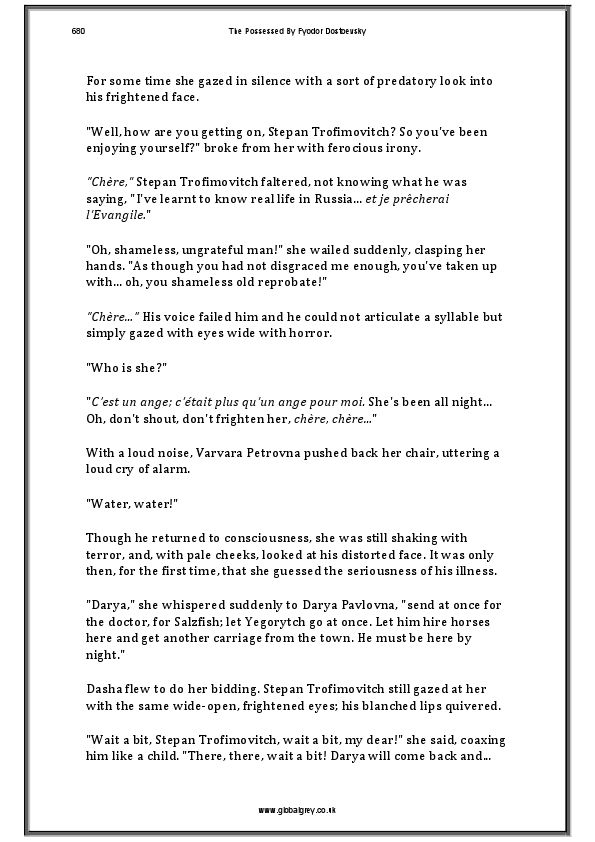 680
The Possessed By Fyodor Dostoevsky
For some time she gazed in silence with a sort of predatory look into
his frightened face.
"Well, how are you getting on, Stepan Trofimovitch? So you've been
enjoying yourself?" broke from her with ferocious irony.
"Chère," Stepan Trofimovitch faltered, not knowing what he was
saying, "I've learnt to know real life in Russia... et je prêcherai
l'Evangile."
"Oh, shameless, ungrateful man!" she wailed suddenly, clasping her
hands. "As though you had not disgraced me enough, you've taken up
with... oh, you shameless old reprobate!"
"Chère..." His voice failed him and he could not articulate a syllable but
simply gazed with eyes wide with horror.
"Who is she?"
"C'est un ange; c'était plus qu'un ange pour moi. She's been all night...
Oh, don't shout, don't frighten her, chère, chère..."
With a loud noise, Varvara Petrovna pushed back her chair, uttering a
loud cry of alarm.
"Water, water!"
Though he returned to consciousness, she was still shaking with
terror, and, with pale cheeks, looked at his distorted face. It was only
then, for the first time, that she guessed the seriousness of his illness.
"Darya," she whispered suddenly to Darya Pavlovna, "send at once for
the doctor, for Salzfish; let Yegorytch go at once. Let him hire horses
here and get another carriage from the town. He must be here by
night."
Dasha flew to do her bidding. Stepan Trofimovitch still gazed at her
with the same wide-open, frightened eyes; his blanched lips quivered.
"Wait a bit, Stepan Trofimovitch, wait a bit, my dear!" she said, coaxing
him like a child. "There, there, wait a bit! Darya will come back and...
www.globalgrey.co.uk